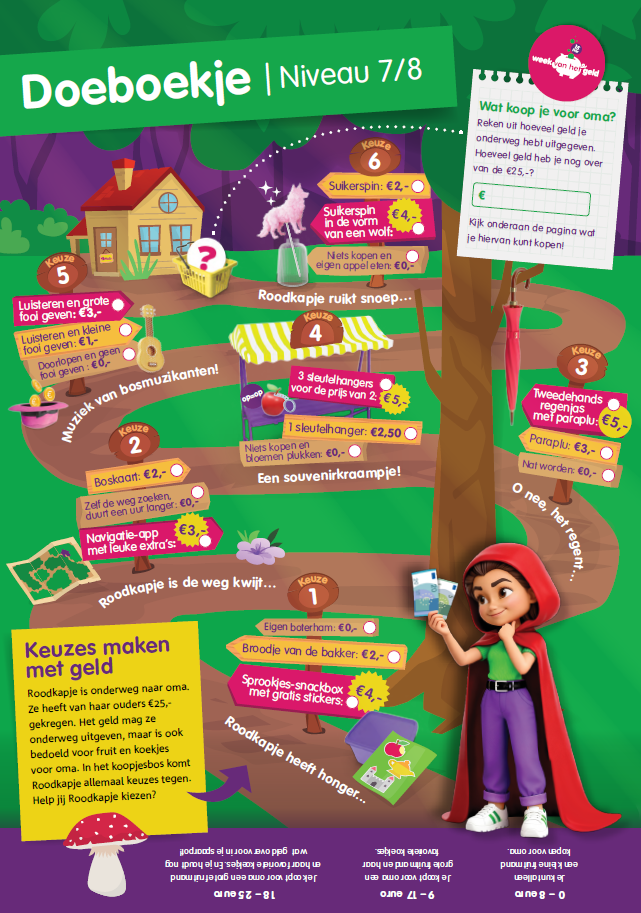 Doeboekje | Niveau 7/8
week van het geld
Wat koop je voor oma?
Reken uit hoeveel geld je
onderweg hebt uitgegeven.
Hoeveel geld heb je nog over
van de €25,-?
€
Kijk onderaan de pagina wat
je hiervan kunt kopen!
Keuze
6
Suikerspin: €2,-
Suikerspin
in de vorm
van een wolf:
€4,-
Niets kopen en
eigen appel eten: €0,-
?
Roodkapje ruikt snoep...
Keuze
5
Luisteren en grote
fooi geven: €3,-
Luisteren en kleine
fooi geven: €1,-
Doorlopen en geen
fooi geven: €0,-
Muziek van bosmuzikanten!
Keuze
4
3 sleutelhangers
voor de prijs van 2:
€5,-
op=op
1 sleutelhanger: €2,50
Niets kopen en
bloemen plukken: €0,-
Een souvenirkraampje!
Keuze
3
Tweedehands
regenjas
met paraplu:
€5,-
Paraplu: €3,-
Nat worden: €0,-
O nee, het regent...
Keuze
2
Boskaart: €2,-
Zelf de weg zoeken,
duurt een uur langer: €0,-
Navigatie-app
met leuke extra's:
€3,-
Roodkapje is de weg kwijt...
Keuze
1
Eigen boterham: €0,-
Broodje van de bakker: €2,-
Sprookjes-snackbox
met gratis stickers:
€4,-
Roodkapje heeft honger...
Keuzes maken
met geld
Roodkapje is onderweg naar oma.
Ze heeft van haar ouders €25,-
gekregen. Het geld mag ze
onderweg uitgeven, maar is ook
bedoeld voor fruit en koekjes
voor oma. In het koopjesbos komt
Roodkapje allemaal keuzes tegen.
Help jij Roodkapje kiezen?
0 – 8 euro
Je kunt alleen
een kleine fruitmand
kopen voor oma.
9 – 17 euro
Je koopt voor oma een
grote fruitmand en haar
favoriete koekjes.
18 – 25 euro
Je koopt voor oma een grote fruitmand
en haar favoriete koekjes. En je houdt nog
wat geld over voor in je spaarpot!